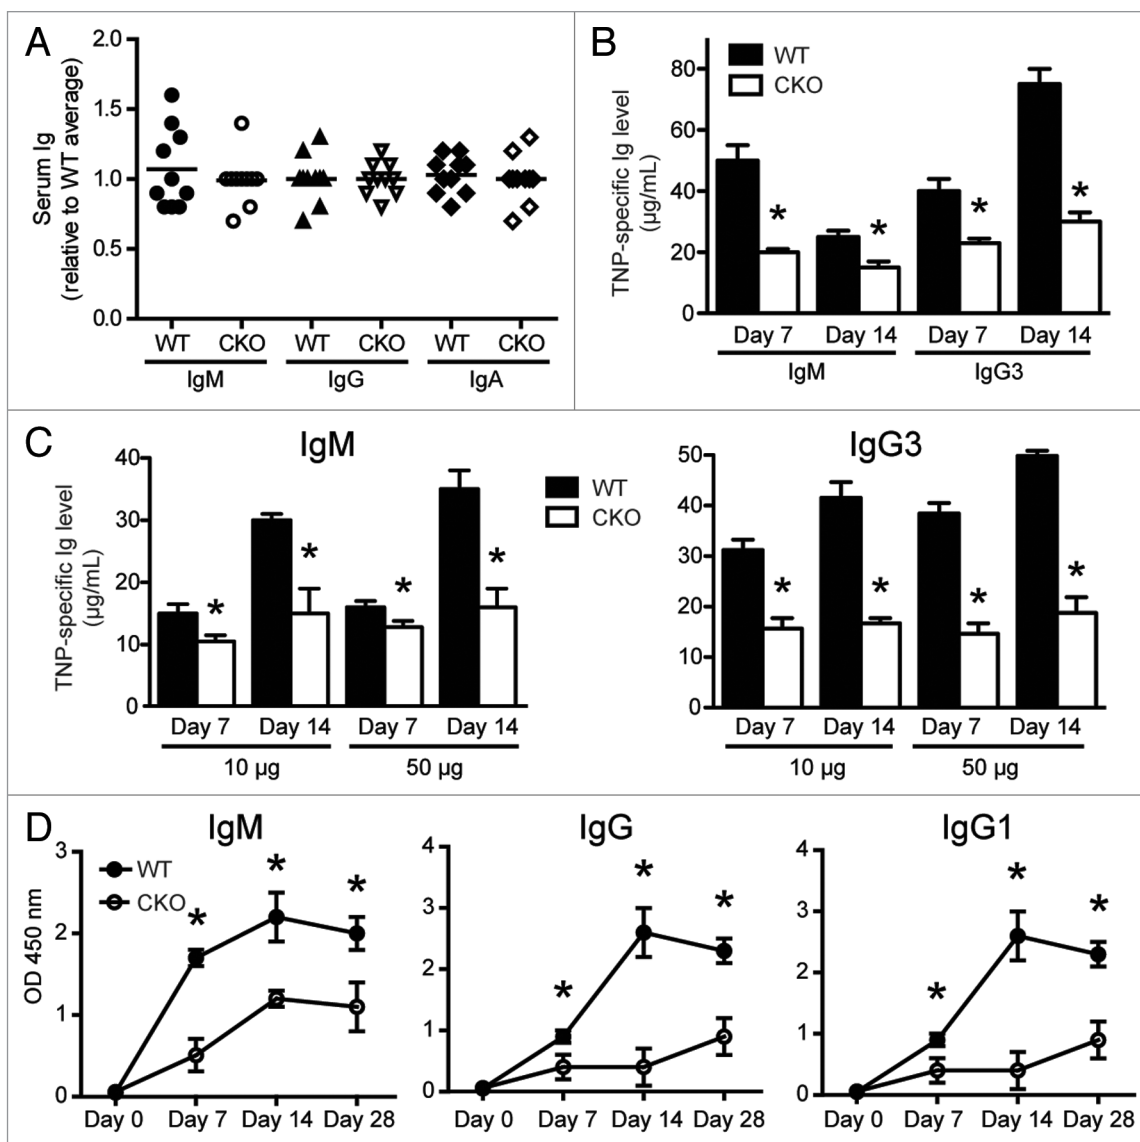 A
Serum Ig
(relative to WT average)
2.0
1.5
1.0
0.5
0.0
WT CKO WT CKO WT CKO
IgM IgG IgA
B
TNP-specific Ig level
(µg/mL)
WT
CKO
80
60
40
20
0
* * * *
Day 7 Day 14 Day 7 Day 14
IgM IgG3
C
IgM
TNP-specific Ig level
(µg/mL)
40
30
20
10
0
* * * *
Day 7 Day 14 Day 7 Day 14
10 µg 50 µg
WT
CKO
IgG3
50
40
30
20
10
0
* * * *
Day 7 Day 14 Day 7 Day 14
10 µg 50 µg
D
IgM
OD 450 nm
WT
CKO
3
2
1
0
* * *
Day 0 Day 7 Day 14 Day 28
IgG
4
3
2
1
0
* * *
Day 0 Day 7 Day 14 Day 28
IgG1
4
3
2
1
0
* * *
Day 0 Day 7 Day 14 Day 28